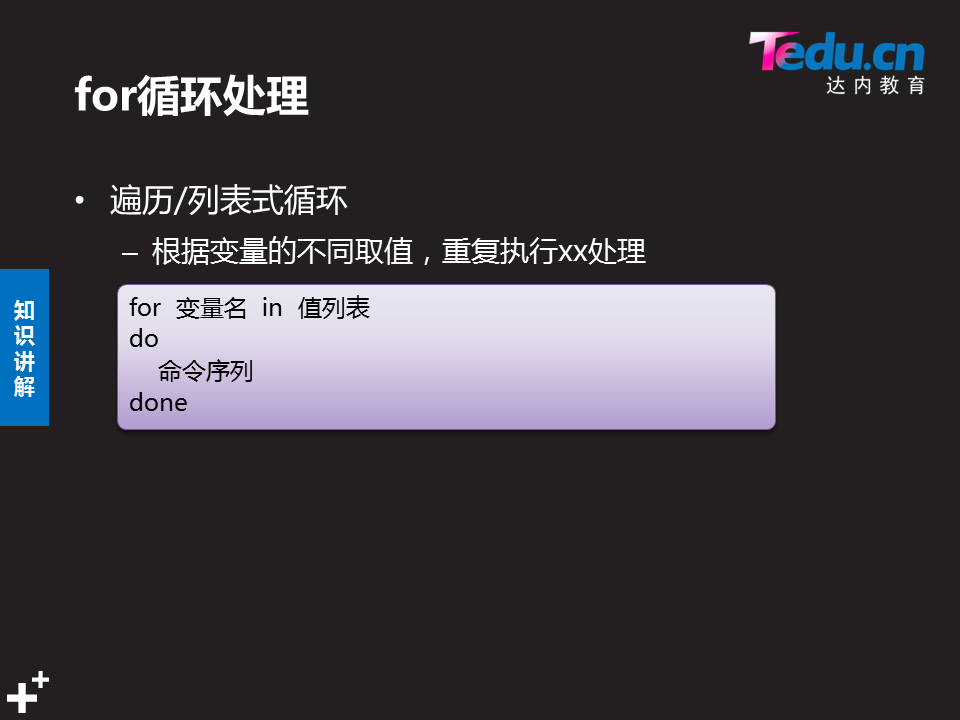 Tedu.cn
达内教育
for循环处理
• 遍历/列表式循环
– 根据变量的不同取值，重复执行xx处理
知识讲解
for 变量名 in 值列表
do
命令序列
done